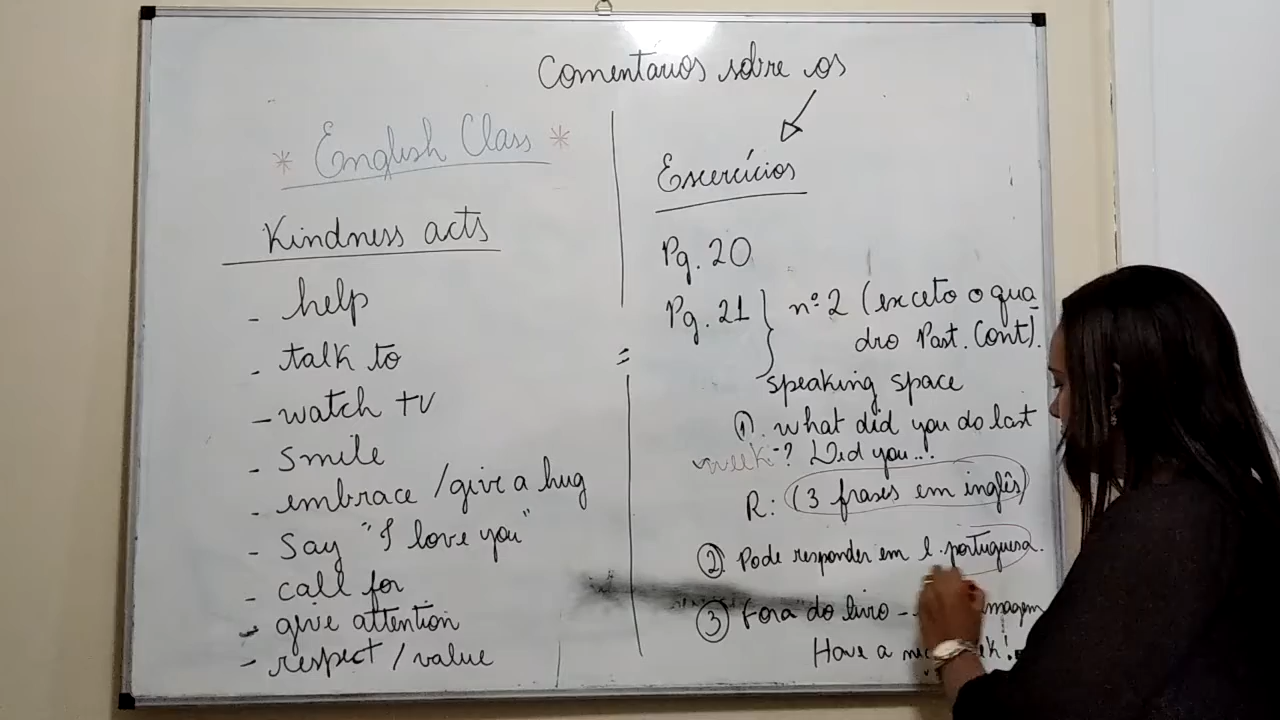 Comentários sobre os
* English Class *
Kindness acts
- help
- talk to
- watch TV
- smile
- embrace / give a hug
- Say "I love you"
- call for
- give attention
- respect / value
Exercícios
Pg. 20
Pg. 21 } nº 2 (exceto o qua
dro Past. Cont).
speaking space
①. What did you do last
week? Did you...
R: (3 frases em inglês)
②. Pode responder em l. portuguesa.
③ Fora do livro --
Have a